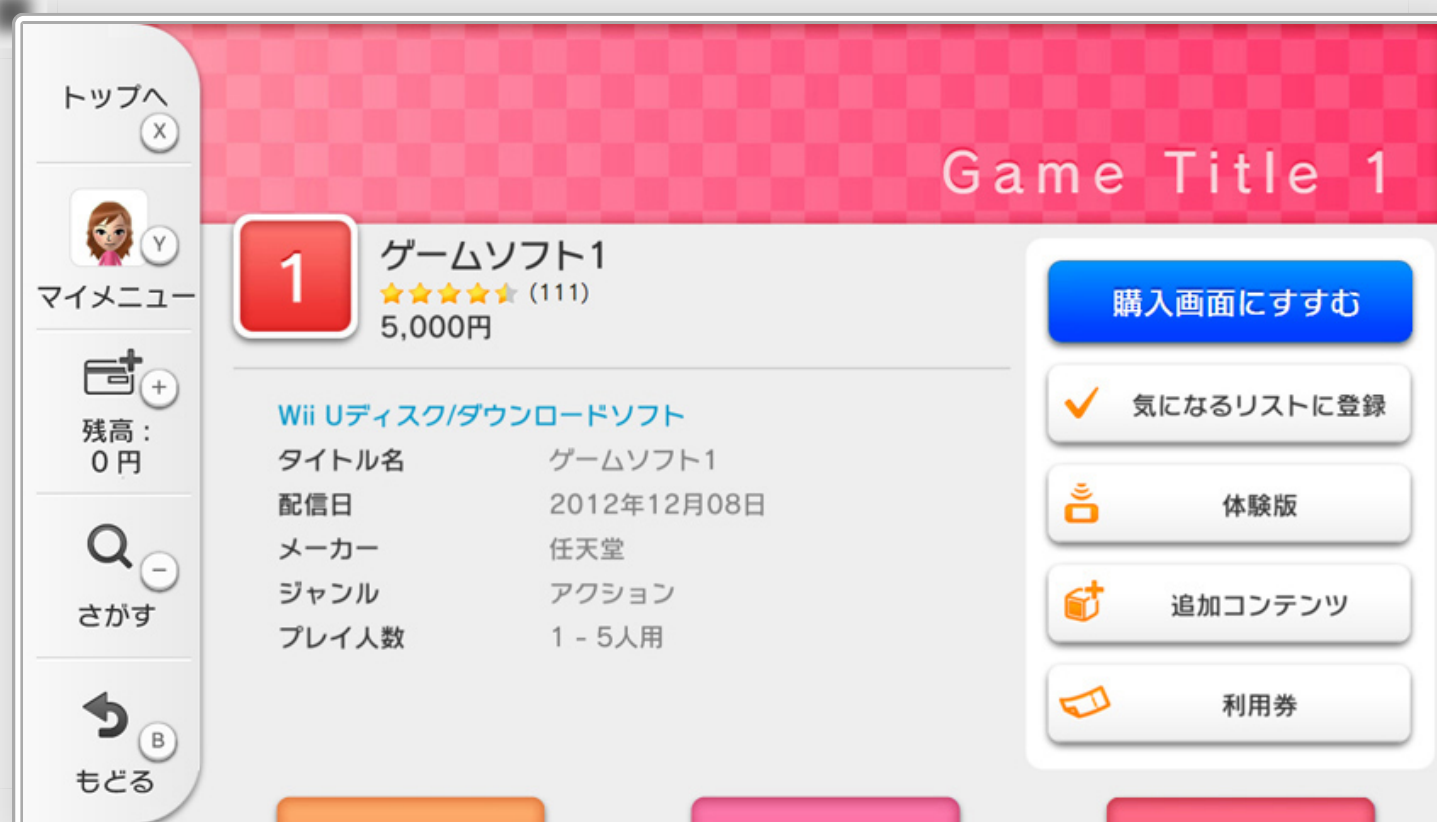 トップへ
X
Y
マイメニュー
+
残高：
0円
−
さがす
B
もどる
Game Title 1
1
ゲームソフト1
(111)
5,000円
Wii Uディスク/ダウンロードソフト
タイトル名 ゲームソフト1
配信日 2012年12月08日
メーカー 任天堂
ジャンル アクション
プレイ人数 1 - 5人用
購入画面にすすむ
気になるリストに登録
体験版
追加コンテンツ
利用券